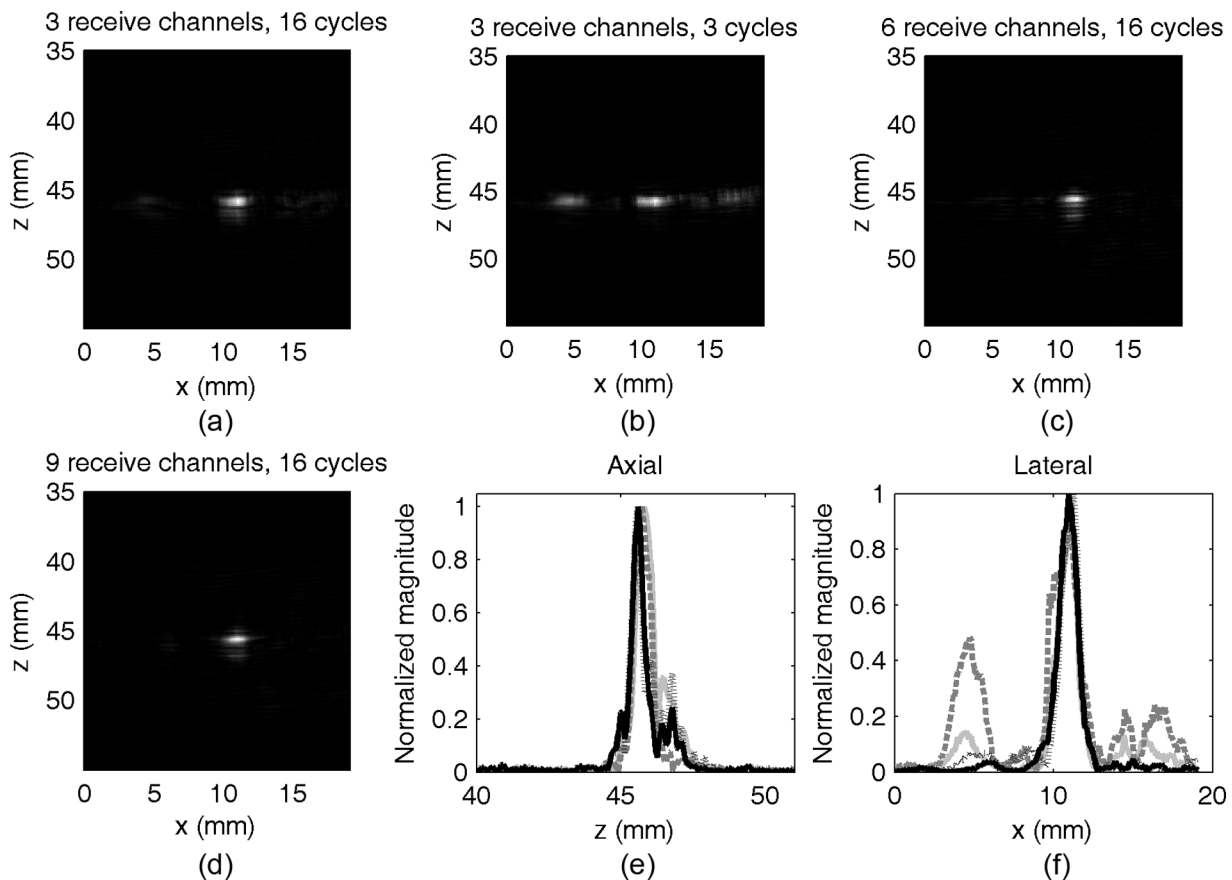 3 receive channels, 16 cycles
35
40
45
50
z (mm)
0 5 10 15
x (mm)
(a)
3 receive channels, 3 cycles
35
40
45
50
z (mm)
0 5 10 15
x (mm)
(b)
6 receive channels, 16 cycles
35
40
45
50
z (mm)
0 5 10 15
x (mm)
(c)
9 receive channels, 16 cycles
35
40
45
50
z (mm)
0 5 10 15
x (mm)
(d)
Axial
1
0.8
0.6
0.4
0.2
0
Normalized magnitude
40 45 50
z (mm)
(e)
Lateral
1
0.8
0.6
0.4
0.2
0
Normalized magnitude
0 10 20
x (mm)
(f)